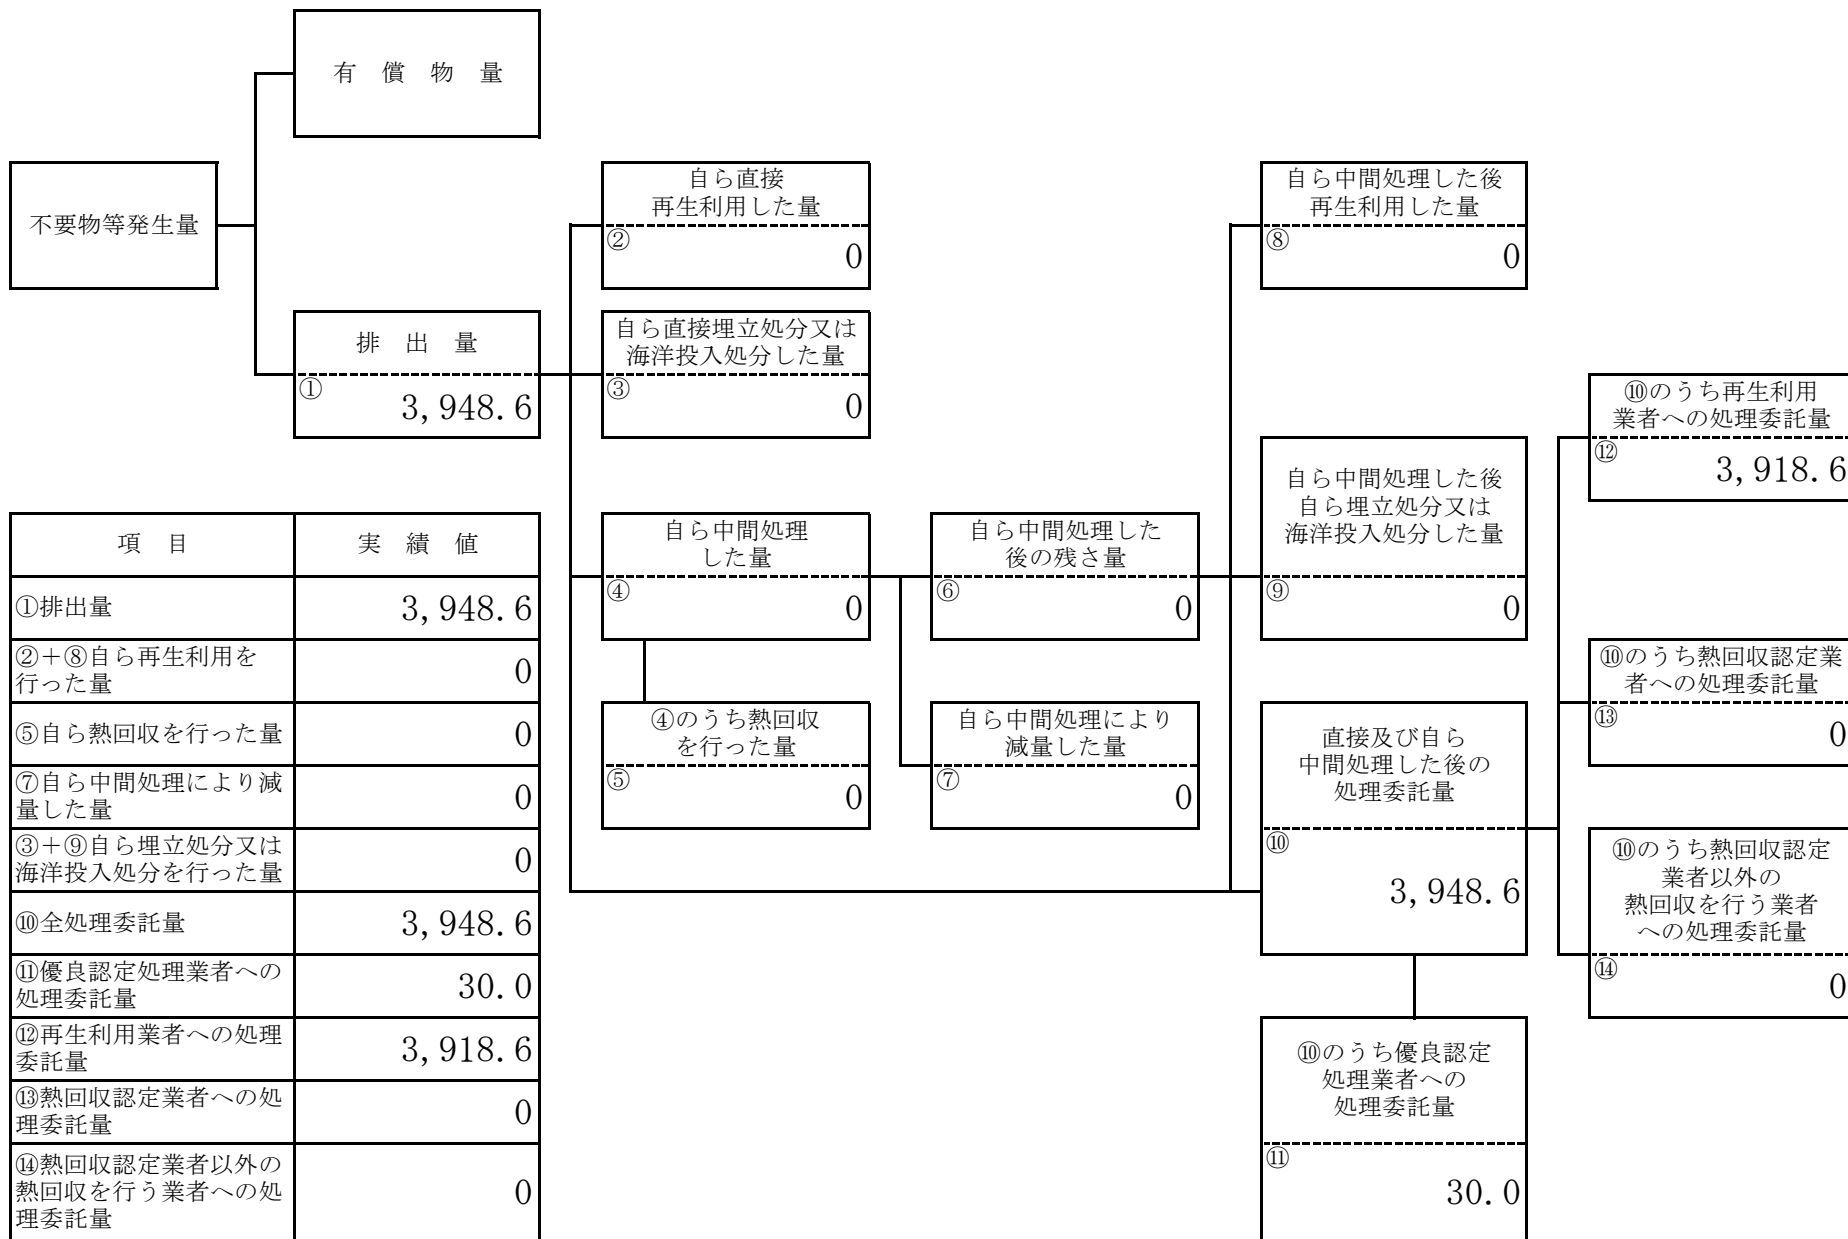 有　償　物　量
不要物等発生量
排　出　量
①
3,948.6
自ら直接
再生利用した量
②
0
自ら直接埋立処分又は
海洋投入処分した量
③
0
自ら中間処理
した量
④
0
④のうち熱回収
を行った量
⑤
0
自ら中間処理した
後の残さ量
⑥
0
自ら中間処理により
減量した量
⑦
0
自ら中間処理した後
再生利用した量
⑧
0
自ら中間処理した後
自ら埋立処分又は
海洋投入処分した量
⑨
0
直接及び自ら
中間処理した後の
処理委託量
⑩
3,948.6
⑩のうち優良認定
処理業者への
処理委託量
⑪
30.0
⑩のうち再生利用
業者への処理委託量
⑫
3,918.6
⑩のうち熱回収認定業
者への処理委託量
⑬
0
⑩のうち熱回収認定
業者以外の
熱回収を行う業者
への処理委託量
⑭
0
項　目
実　績　値
①排出量
3,948.6
②＋⑧自ら再生利用を
行った量
0
⑤自ら熱回収を行った量
0
⑦自ら中間処理により減
量した量
0
③＋⑨自ら埋立処分又は
海洋投入処分を行った量
0
⑩全処理委託量
3,948.6
⑪優良認定処理業者への
処理委託量
30.0
⑫再生利用業者への処理
委託量
3,918.6
⑬熱回収認定業者への処
理委託量
0
⑭熱回収認定業者以外の
熱回収を行う業者への処
理委託量
0